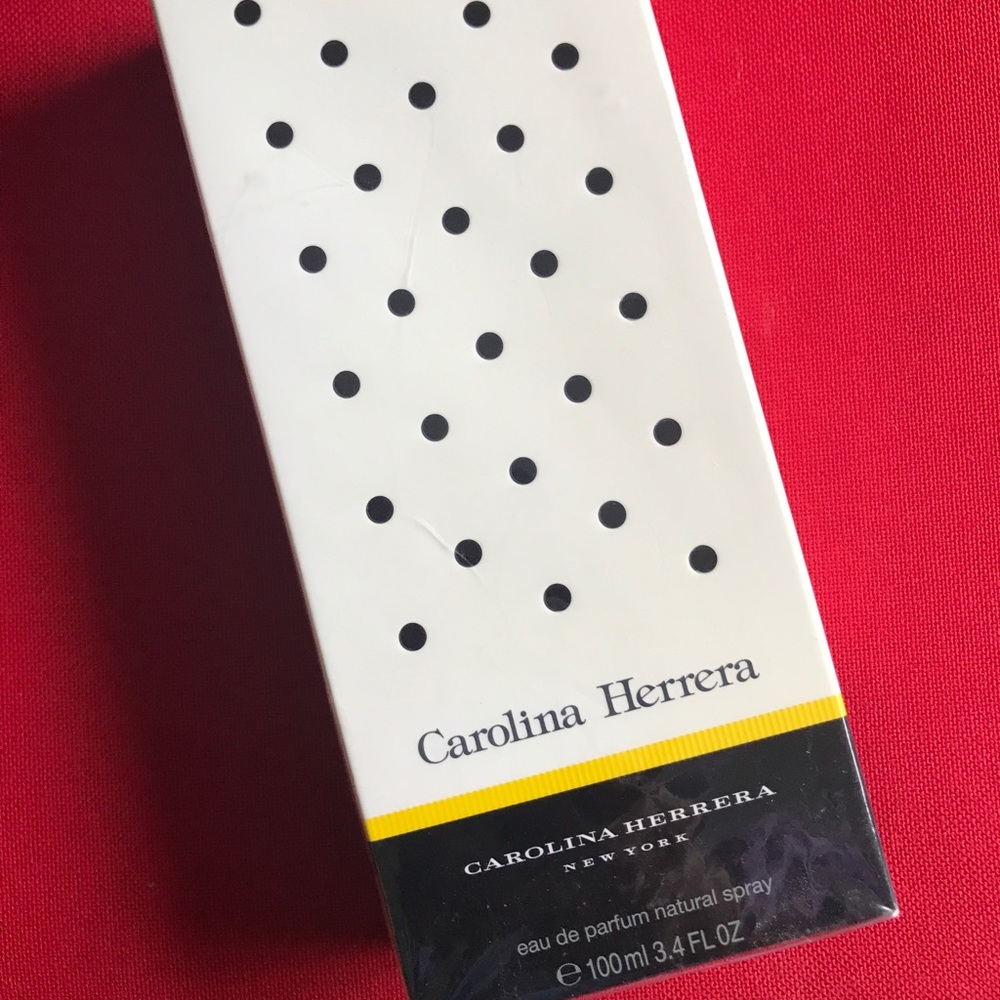 Carolina Herrera
CAROLINA HERRERA
NEW YORK
eau de parfum natural spray
℮ 100ml 3.4 FL OZ